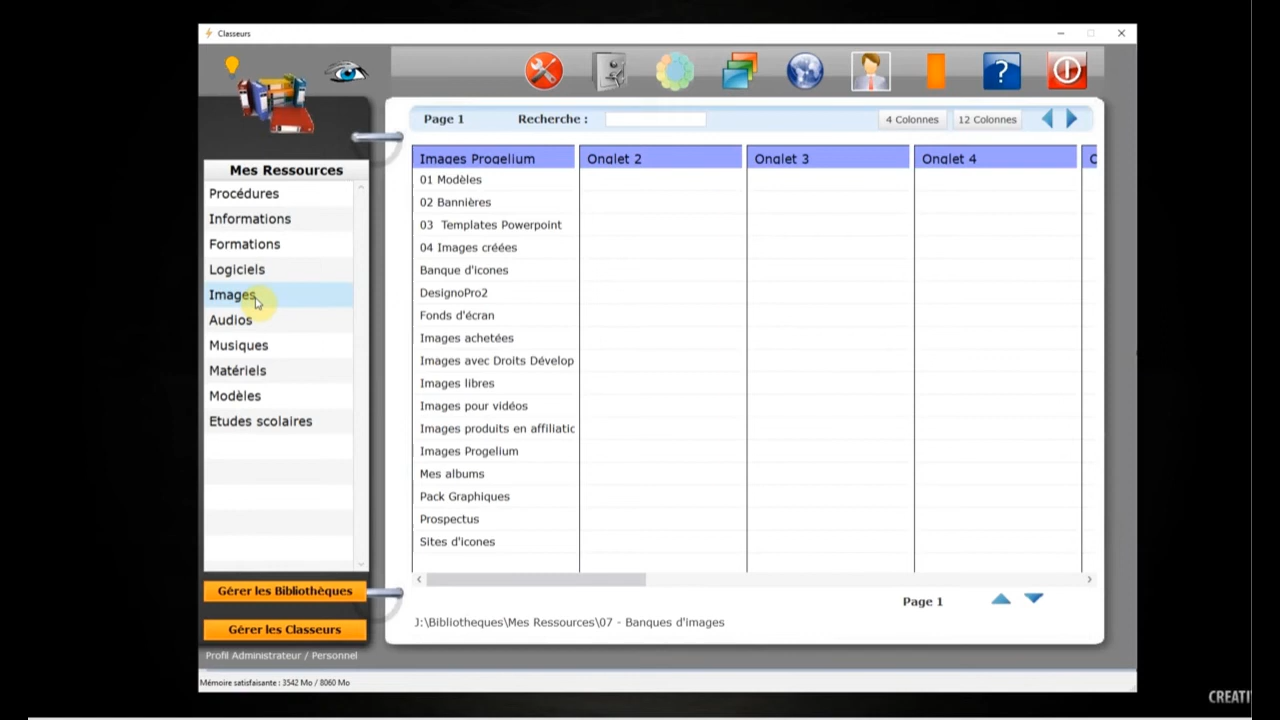 Classeurs
Page 1
Recherche :
4 Colonnes
12 Colonnes
Mes Ressources
Procédures
Informations
Formations
Logiciels
Images
Audios
Musiques
Matériels
Modèles
Etudes scolaires
Gérer les Bibliothèques
Gérer les Classeurs
Profil Administrateur / Personnel
Mémoire satisfaisante : 3542 Mo / 8060 Mo
Images Progelium
Onglet 2
Onglet 3
Onglet 4
01 Modèles
02 Bannières
03 Templates Powerpoint
04 Images créées
Banque d'icones
DesignoPro2
Fonds d'écran
Images achetées
Images avec Droits Dévelop
Images libres
Images pour vidéos
Images produits en affiliatic
Images Progelium
Mes albums
Pack Graphiques
Prospectus
Sites d'icones
Page 1
J:\Bibliotheques\Mes Ressources\07 - Banques d'images